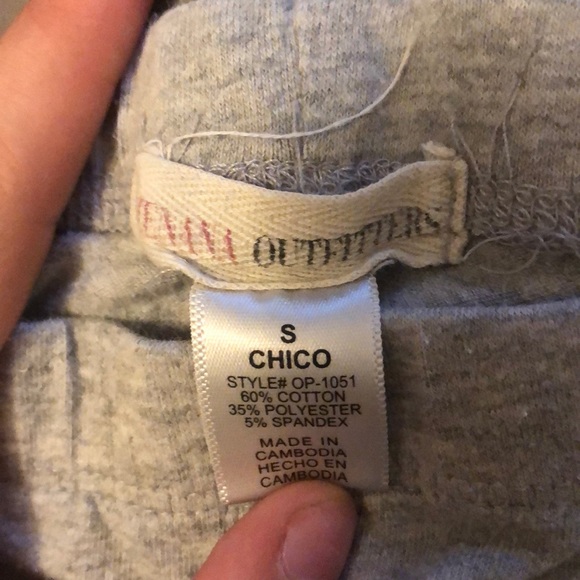 OUTFITTERS
S
CHICO
STYLE# OP-1051
60% COTTON
35% POLYESTER
5% SPANDEX
MADE IN
CAMBODIA
HECHO EN
CAMBODIA